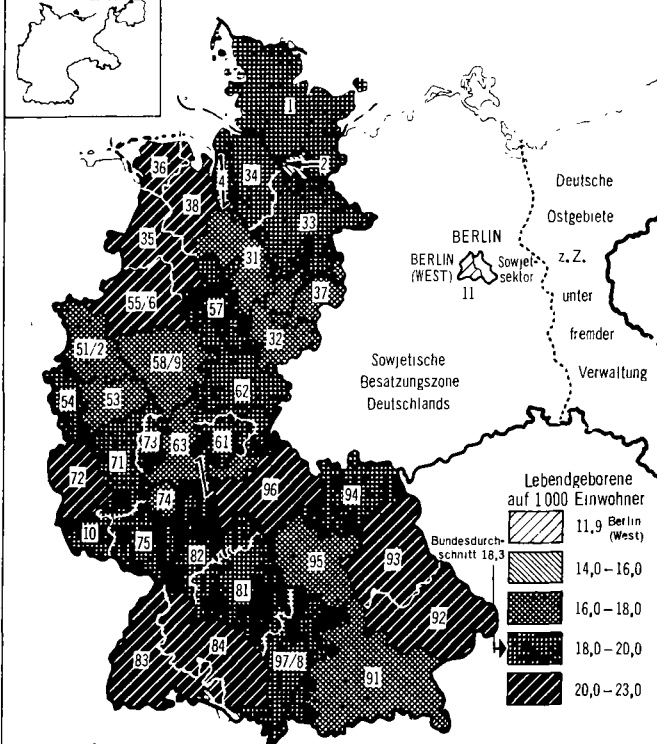 36
38
4
34
2
1
33
35
31
37
55/6
57
32
51/2
58/9
62
54
53
73
63
61
71
72
74
96
94
10
75
82
95
93
81
92
83
84
97/8
91
Deutsche
Ostgebiete
z. Z.
unter
fremder
Verwaltung
BERLIN
BERLIN
(WEST)
Sowjet-
sektor
11
Sowjetische
Besatzungszone
Deutschlands
Lebendgeborene
auf 1000 Einwohner
11,9 Berlin
(West)
14,0-16,0
16,0-18,0
18,0-20,0
20,0-23,0
Bundesdurch-
schnitt 18,3